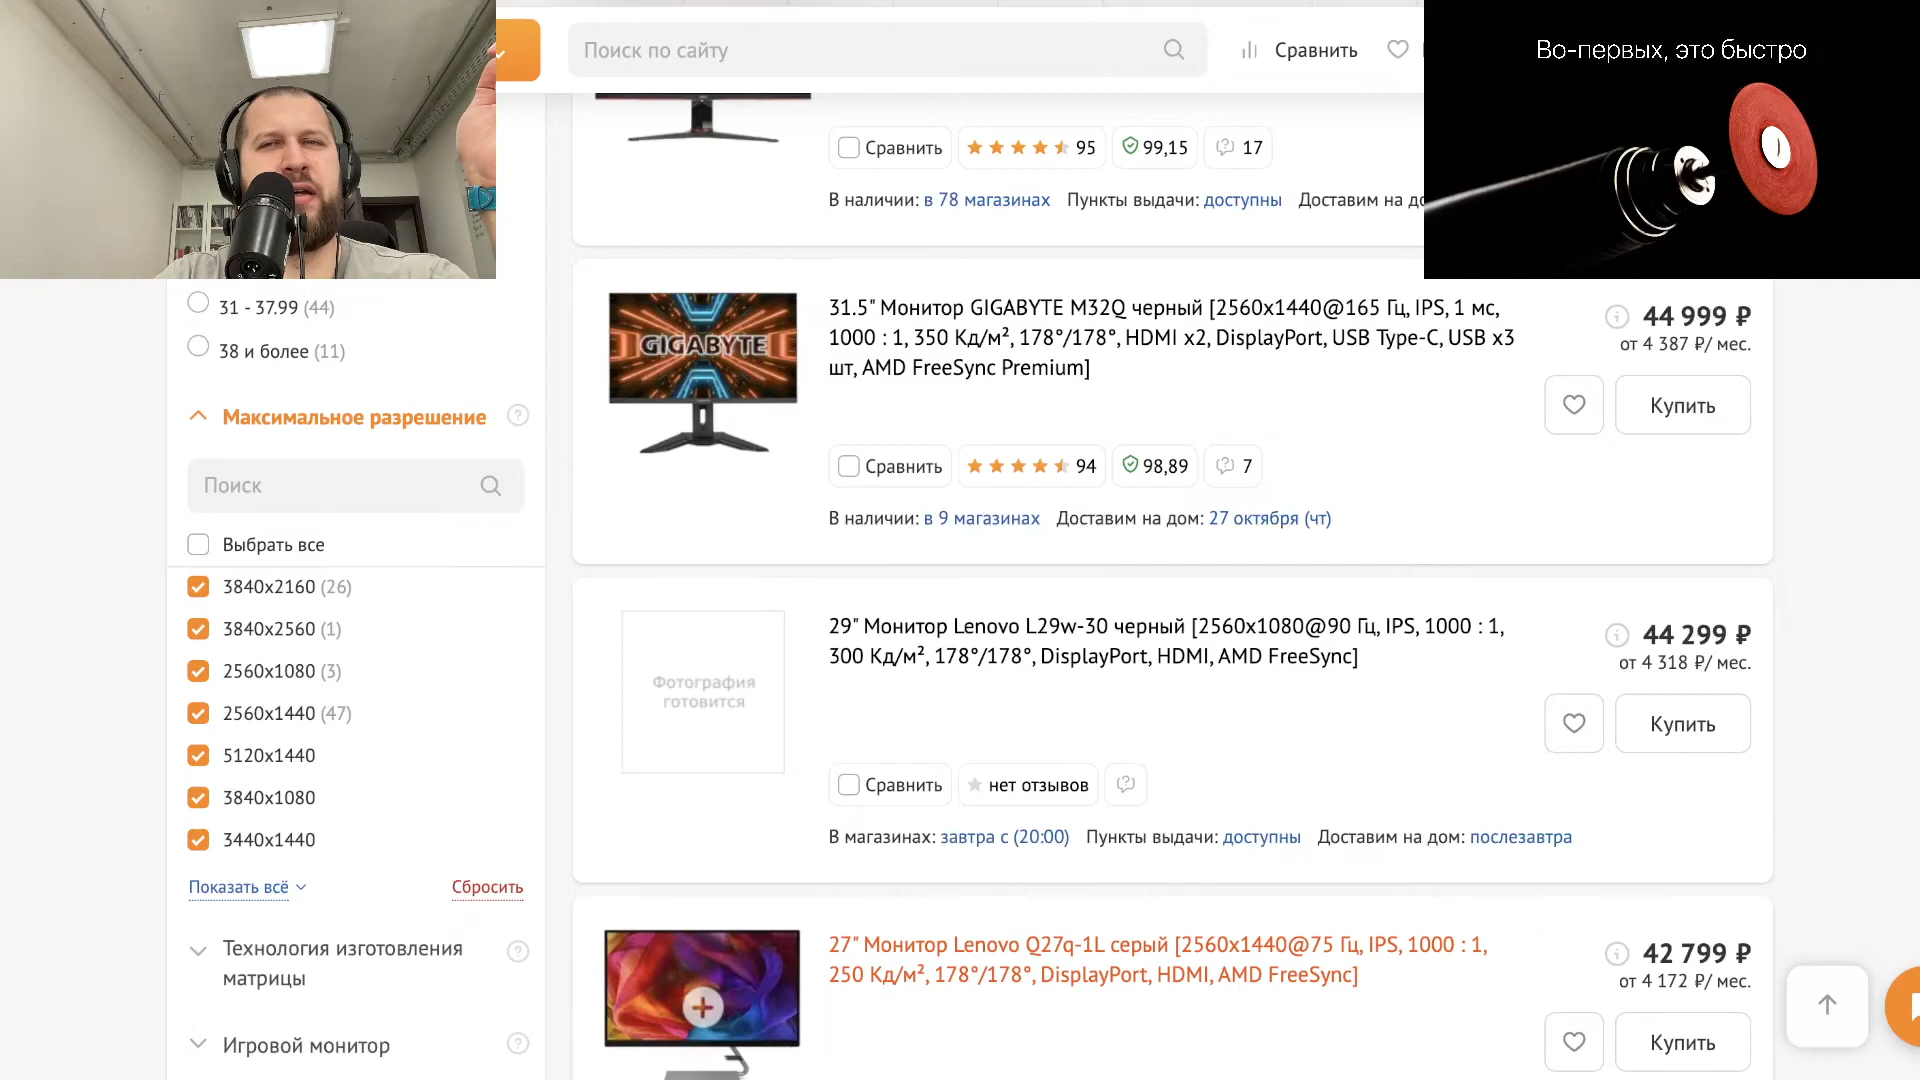 Поиск по сайту
Сравнить
Во-первых, это быстро
Сравнить
95
99,15
17
В наличии: в 78 магазинах Пункты выдачи: доступны Доставим на до
31 - 37.99 (44)
38 и более (11)
Максимальное разрешение
Поиск
Выбрать все
3840x2160 (26)
3840x2560 (1)
2560x1080 (3)
2560x1440 (47)
5120x1440
3840x1080
3440x1440
Показать всё
Сбросить
Технология изготовления
матрицы
Игровой монитор
GIGABYTE
31.5" Монитор GIGABYTE M32Q черный [2560x1440@165 Гц, IPS, 1 мс,
1000 : 1, 350 Кд/м², 178°/178°, HDMI x2, DisplayPort, USB Type-C, USB x3
шт, AMD FreeSync Premium]
44 999 ₽
от 4 387 ₽/ мес.
Купить
Сравнить
94
98,89
7
В наличии: в 9 магазинах Доставим на дом: 27 октября (чт)
Фотография
готовится
29" Монитор Lenovo L29w-30 черный [2560x1080@90 Гц, IPS, 1000 : 1,
300 Кд/м², 178°/178°, DisplayPort, HDMI, AMD FreeSync]
44 299 ₽
от 4 318 ₽/ мес.
Купить
Сравнить
нет отзывов
В магазинах: завтра с (20:00) Пункты выдачи: доступны Доставим на дом: послезавтра
27" Монитор Lenovo Q27q-1L серый [2560x1440@75 Гц, IPS, 1000 : 1,
250 Кд/м², 178°/178°, DisplayPort, HDMI, AMD FreeSync]
42 799 ₽
от 4 172 ₽/ мес.
Купить